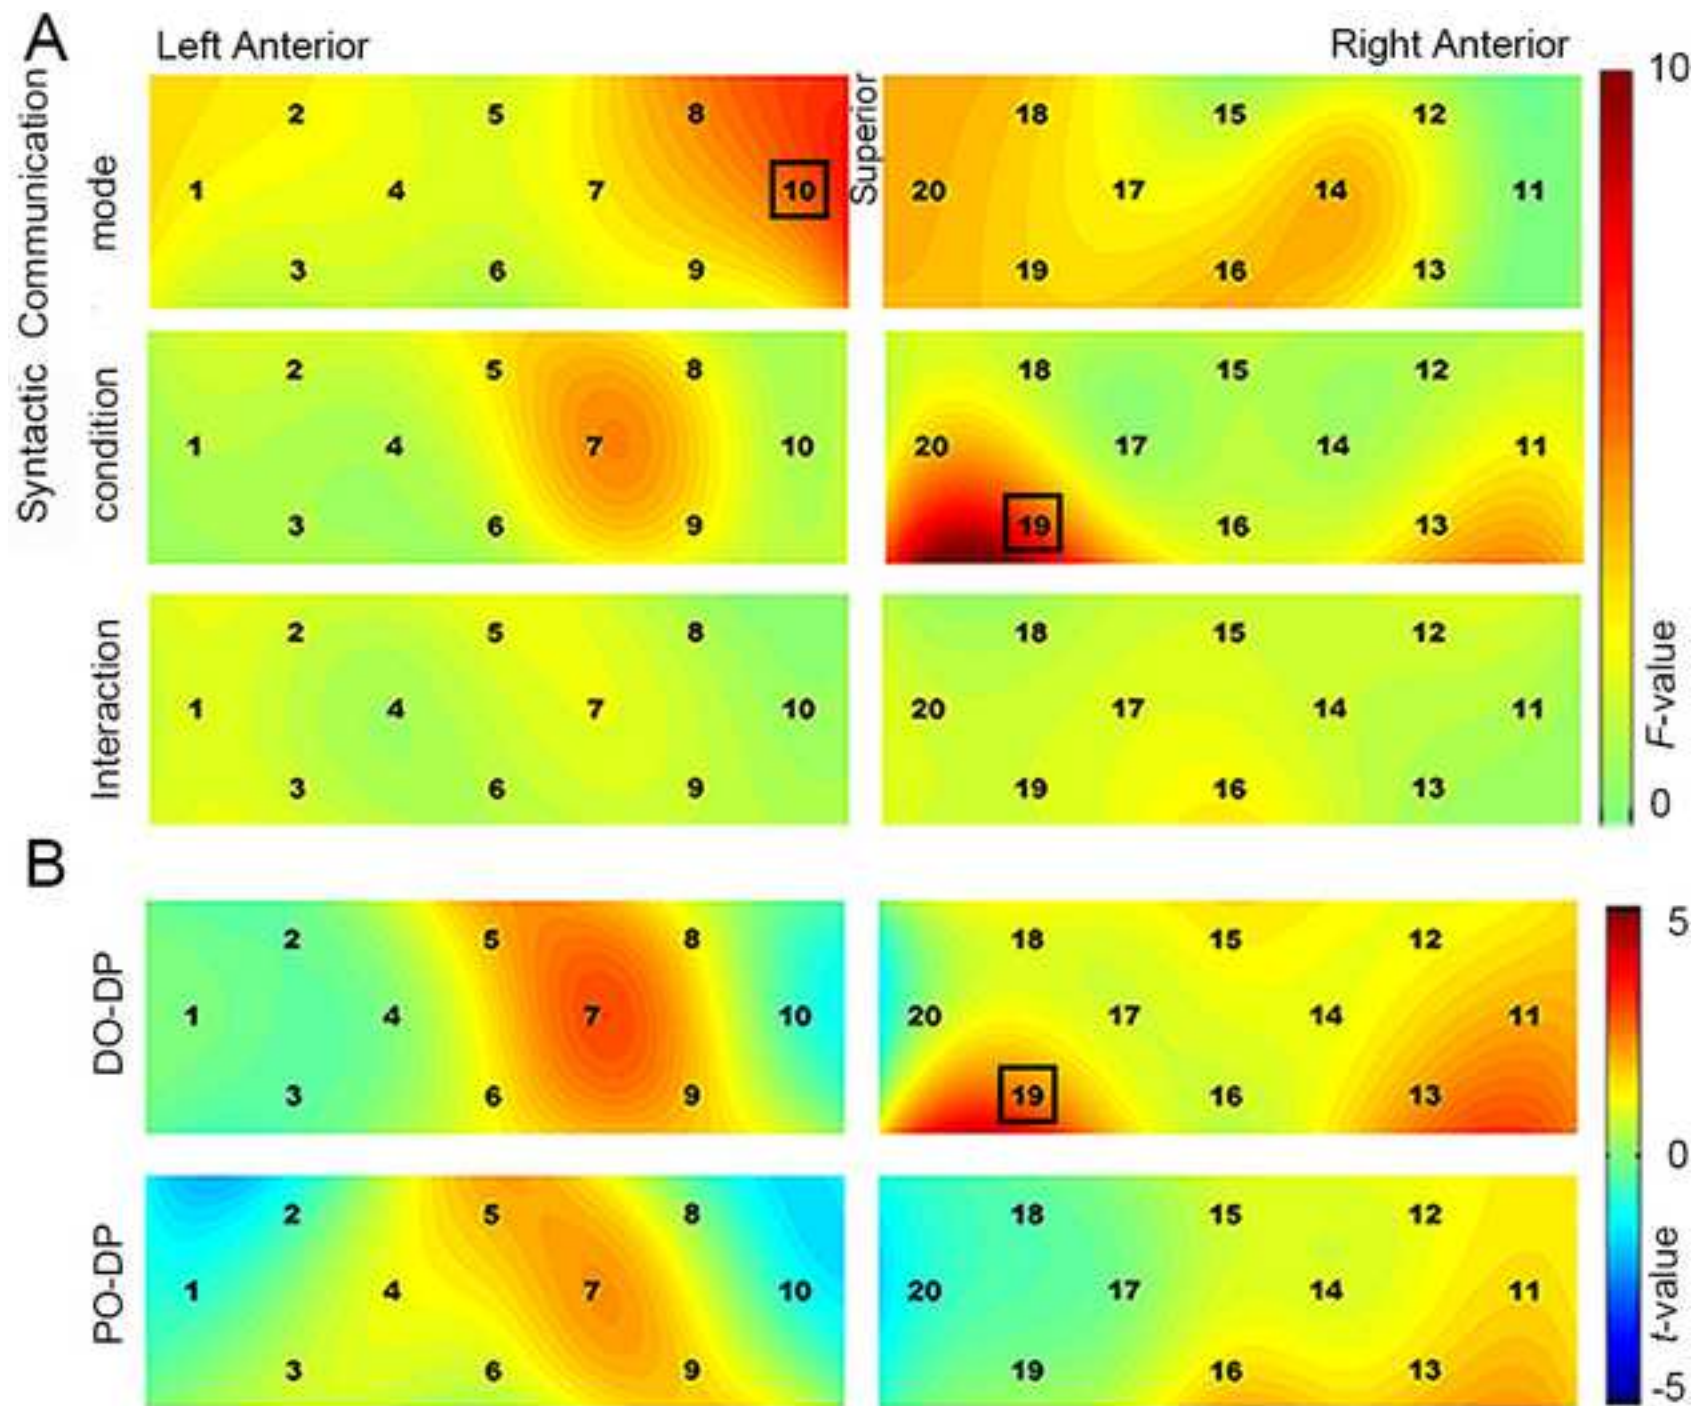 A
Left Anterior
Right Anterior
Superior
10
F-value
0
Communication
mode
2 5 8
1 4 7 10
3 6 9
18 15 12
20 17 14 11
19 16 13
Syntactic
condition
2 5 8
1 4 7 10
3 6 9
18 15 12
20 17 14 11
19 16 13
Interaction
2 5 8
1 4 7 10
3 6 9
18 15 12
20 17 14 11
19 16 13
B
5
0
t-value
-5
DO-DP
2 5 8
1 4 7 10
3 6 9
18 15 12
20 17 14 11
19 16 13
PO-DP
2 5 8
1 4 7 10
3 6 9
18 15 12
20 17 14 11
19 16 13